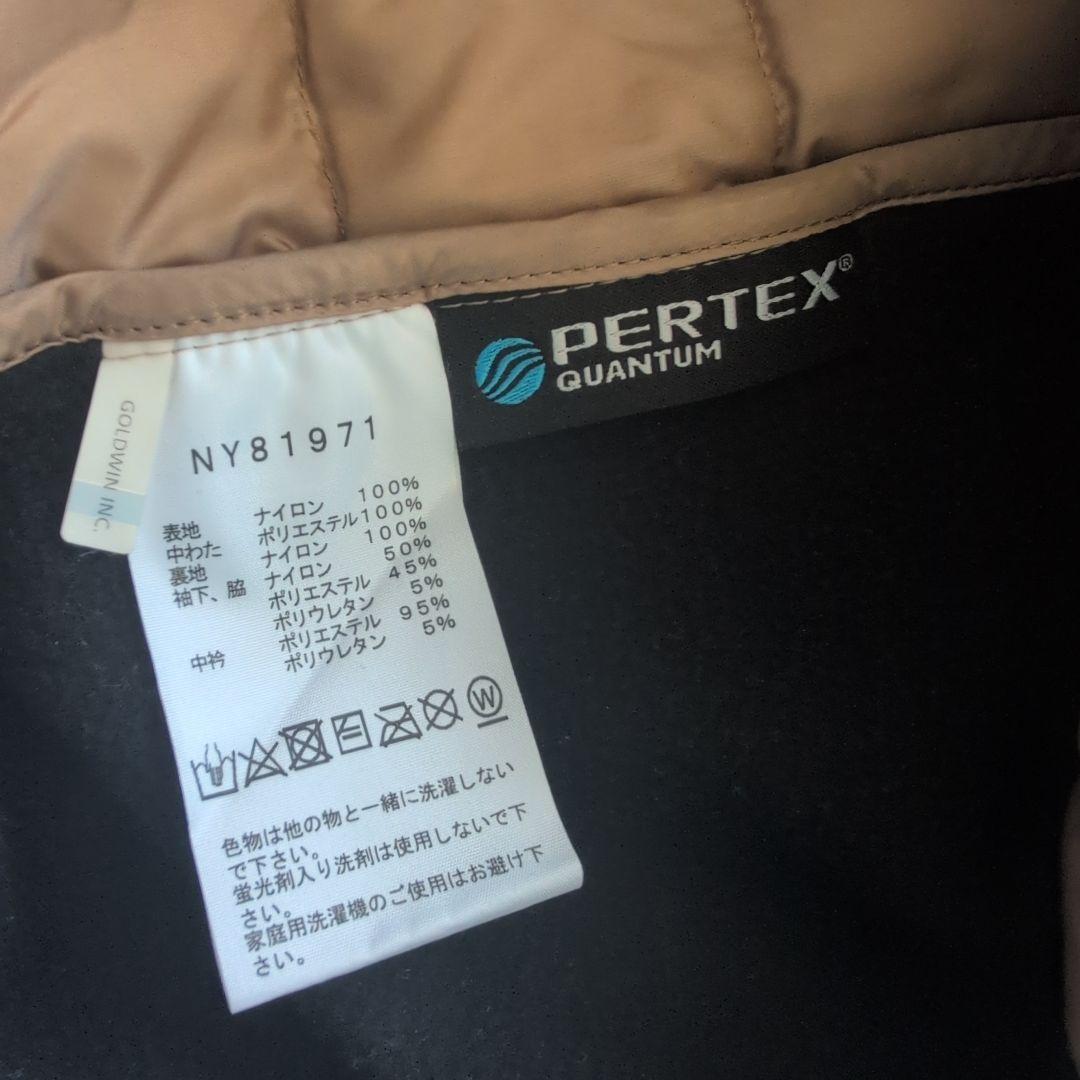 PERTEX®
QUANTUM
GOLDWIN INC.
NY81971
表地 ナイロン 100%
中わた ポリエステル 100%
裏地 ナイロン 100%
袖下、脇 ナイロン 50%
ポリエステル 45%
ポリウレタン 5%
中衿 ポリエステル 95%
ポリウレタン 5%
W
色物は他の物と一緒に洗濯しない
で下さい。
蛍光剤入り洗剤は使用しないで下
さい。
家庭用洗濯機のご使用はお避け下
さい。